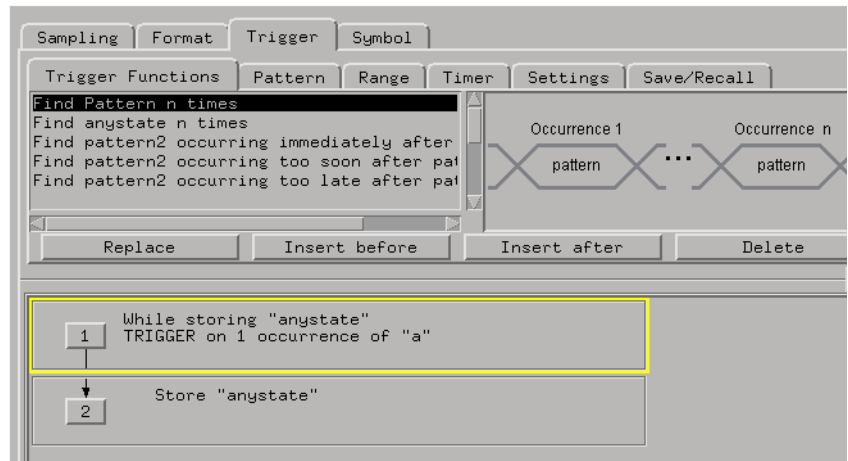 Sampling Format Trigger Symbol
Trigger Functions Pattern Range Timer Settings Save/Recall
Find Pattern n times
Find anystate n times
Find pattern2 occurring immediately after
Find pattern2 occurring too soon after pat
Find pattern2 occurring too late after pat
Occurrence 1 Occurrence n
pattern ... pattern
Replace Insert before Insert after Delete
While storing "anystate"
1 TRIGGER on 1 occurrence of "a"
Store "anystate"
2